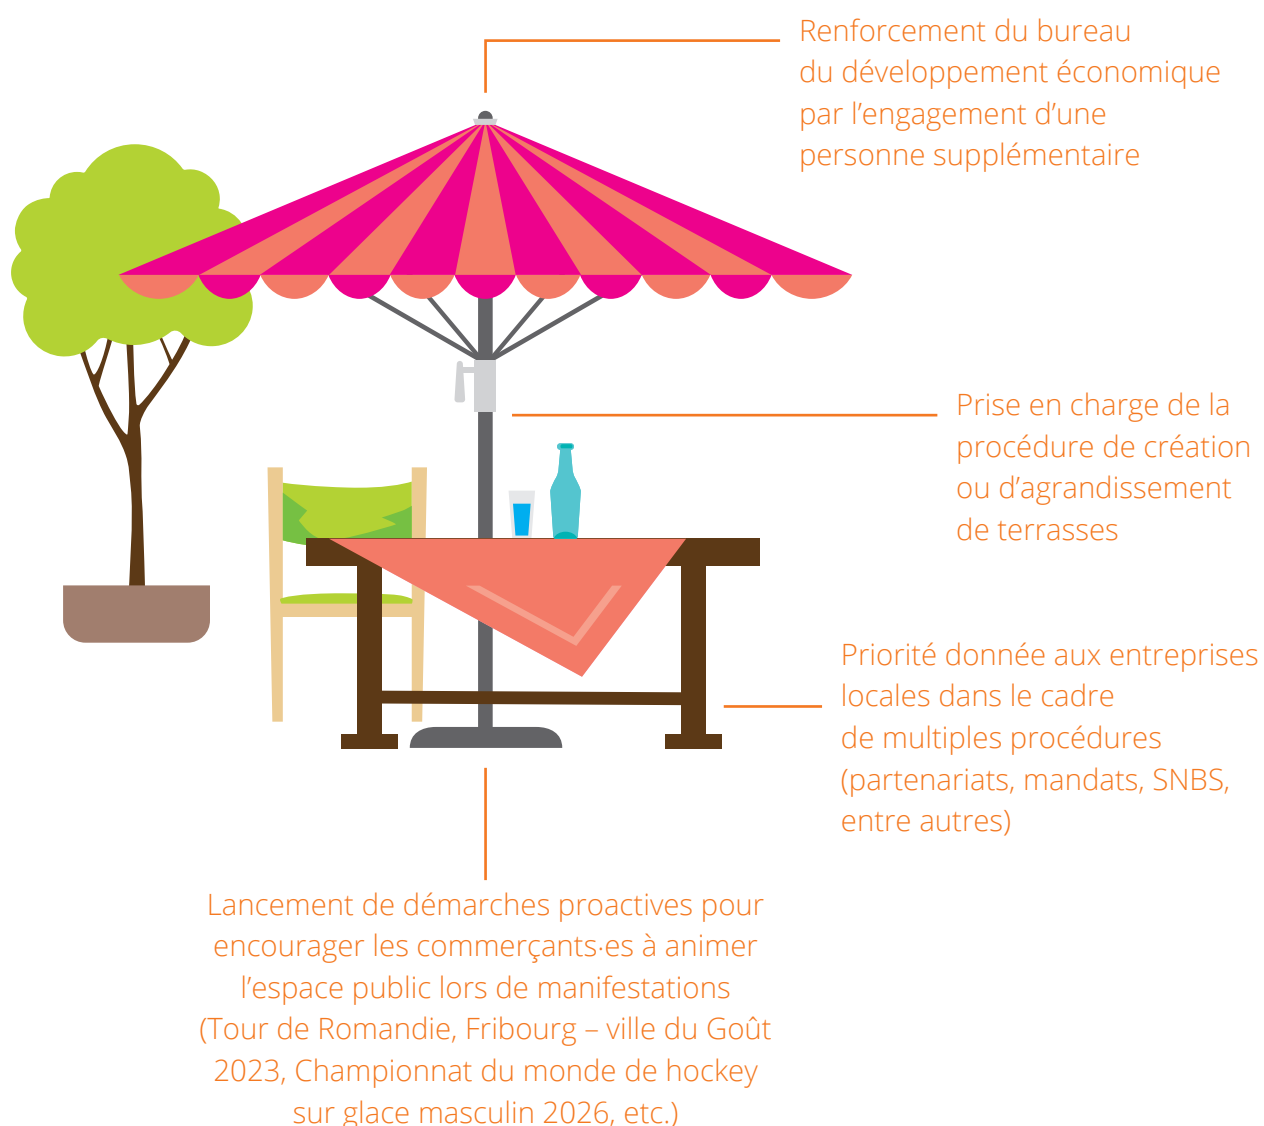 Renforcement du bureau
du développement économique
par l’engagement d’une
personne supplémentaire
Prise en charge de la
procédure de création
ou d’agrandissement
de terrasses
Priorité donnée aux entreprises
locales dans le cadre
de multiples procédures
(partenariats, mandats, SNBS,
entre autres)
Lancement de démarches proactives pour
encourager les commerçants·es à animer
l’espace public lors de manifestations
(Tour de Romandie, Fribourg – ville du Goût
2023, Championnat du monde de hockey
sur glace masculin 2026, etc.)